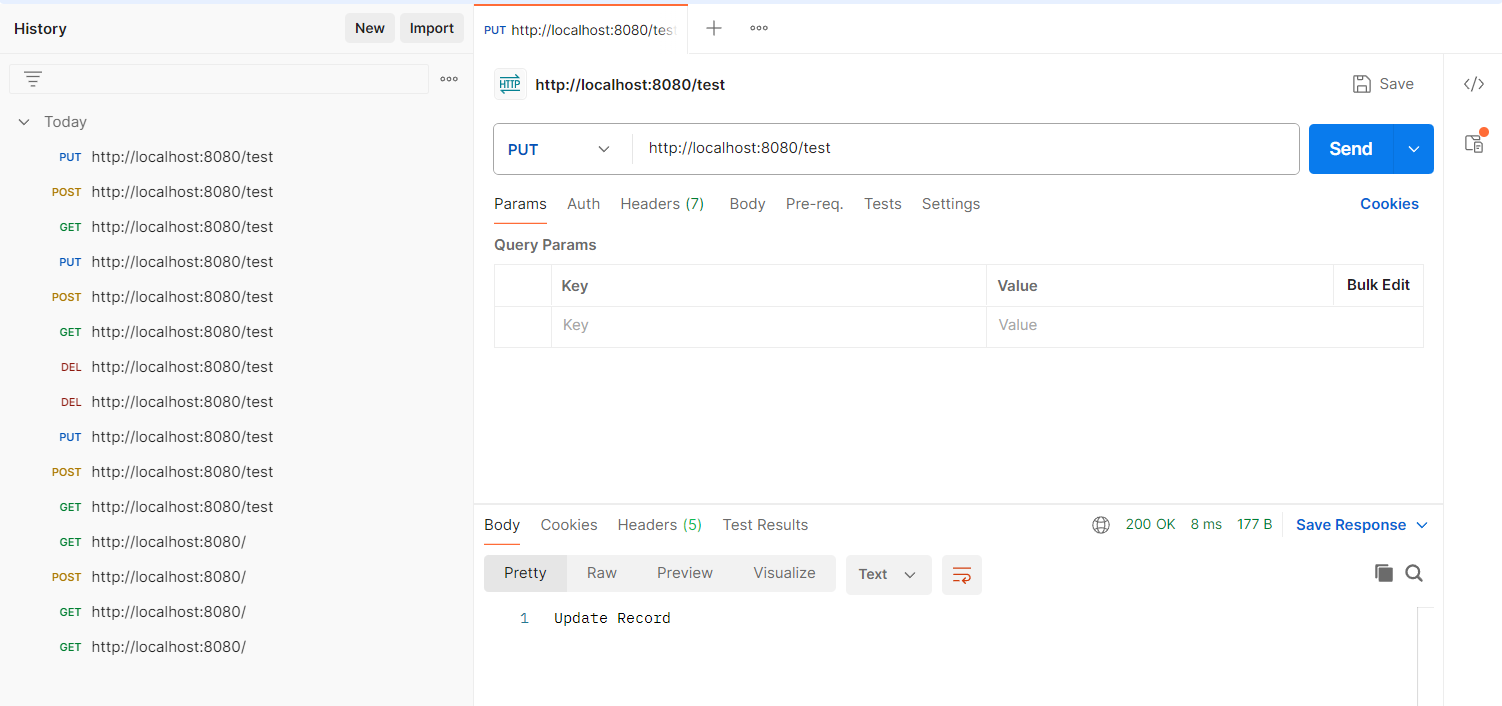 History
New
Import
Today
PUT http://localhost:8080/test
POST http://localhost:8080/test
GET http://localhost:8080/test
PUT http://localhost:8080/test
POST http://localhost:8080/test
GET http://localhost:8080/test
DEL http://localhost:8080/test
DEL http://localhost:8080/test
PUT http://localhost:8080/test
POST http://localhost:8080/test
GET http://localhost:8080/test
GET http://localhost:8080/
POST http://localhost:8080/
GET http://localhost:8080/
GET http://localhost:8080/
PUT http://localhost:8080/tes
HTTP http://localhost:8080/test
Save
PUT http://localhost:8080/test
Send
Params Auth Headers (7) Body Pre-req. Tests Settings Cookies
Query Params
Key Value Bulk Edit
Key Value
Body Cookies Headers (5) Test Results 200 OK 8 ms 177 B Save Response
Pretty Raw Preview Visualize Text
1 Update Record